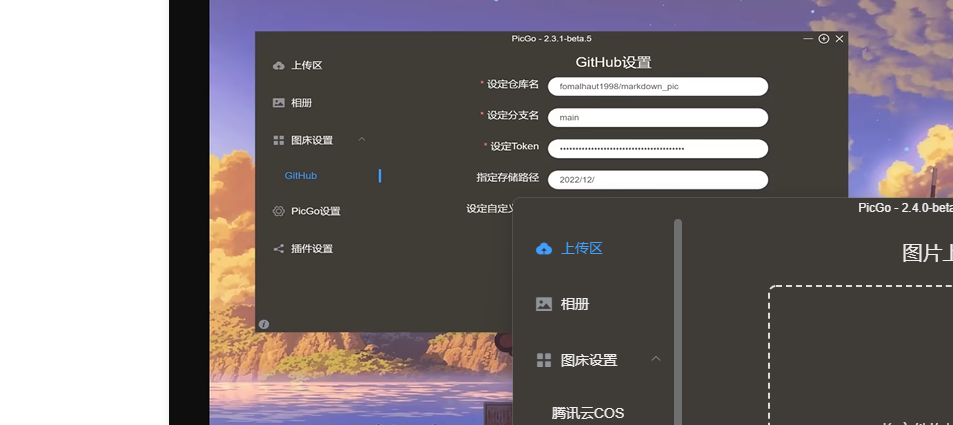 PicGo - 2.3.1-beta.5
GitHub设置
上传区
相册
图床设置
GitHub
PicGo设置
插件设置
* 设定仓库名
fomalhaut1998/markdown_pic
* 设定分支名
main
* 设定Token
指定存储路径
2022/12/
设定自定义
PicGo - 2.4.0-beta
图片上
上传区
相册
图床设置
腾讯云COS